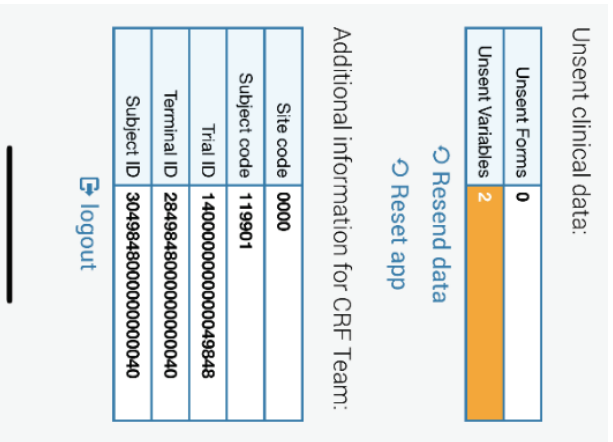 Unsent clinical data:
Unsent Forms 0
Unsent Variables 2
Resend data
Reset app
Additional information for CRF Team:
Site code 0000
Subject code 119901
Trial ID 1400000000000049848
Terminal ID 2849848000000000040
Subject ID 3049848000000000040
logout